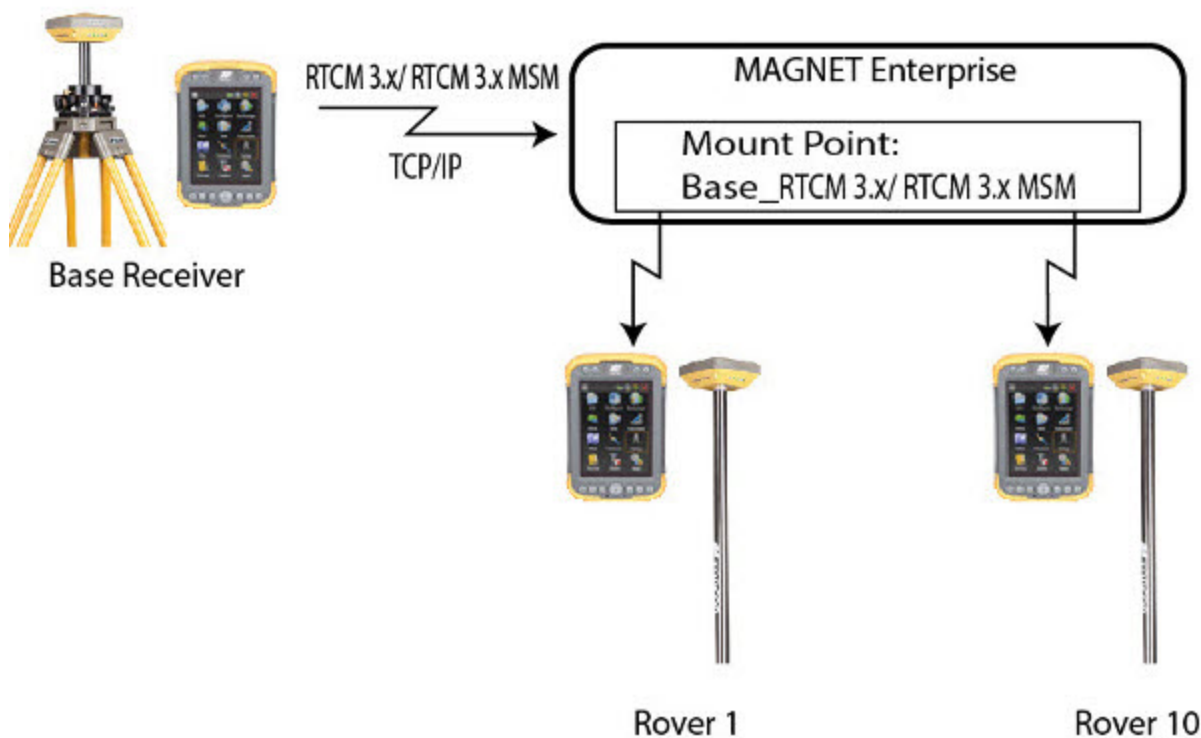 RTCM 3.x/ RTCM 3.x MSM
TCP/IP
MAGNET Enterprise
Mount Point:
Base_RTCM 3.x/ RTCM 3.x MSM
Base Receiver
Rover 1
Rover 10